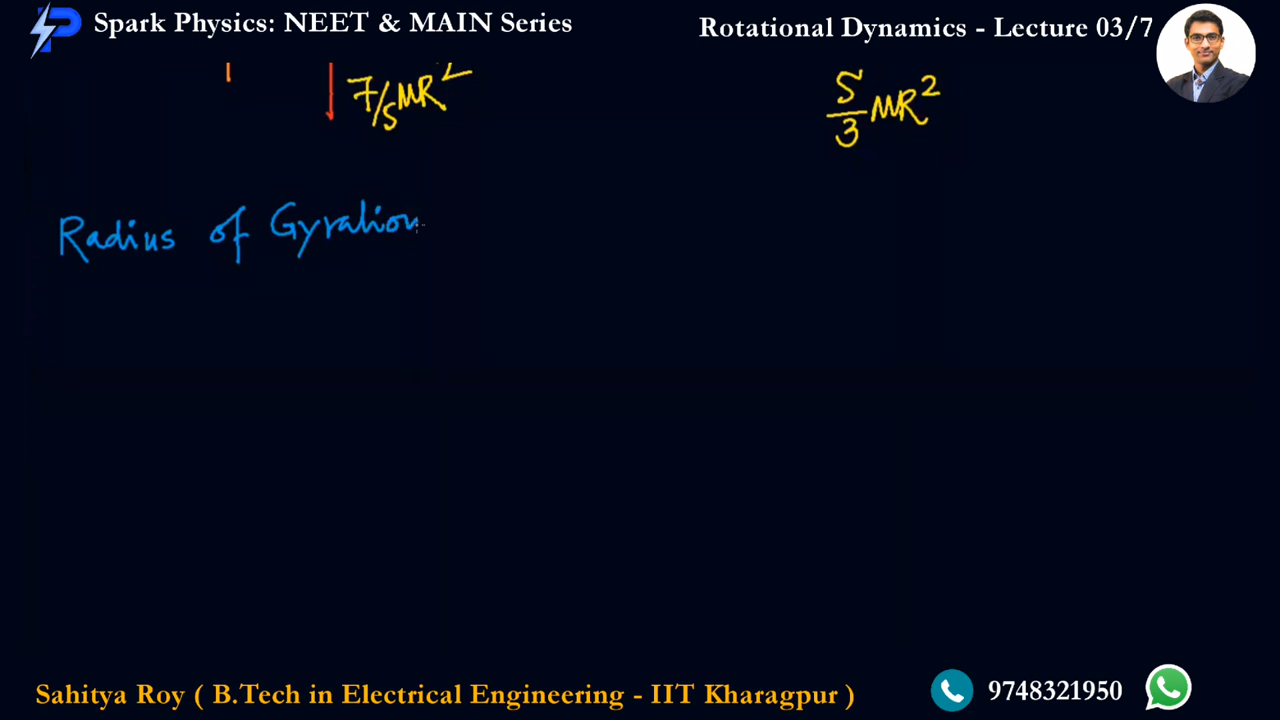 Spark Physics: NEET & MAIN Series
Rotational Dynamics - Lecture 03/7
7/5 MR²
5/3 MR²
Radius of Gyration
Sahitya Roy ( B.Tech in Electrical Engineering - IIT Kharagpur )
9748321950